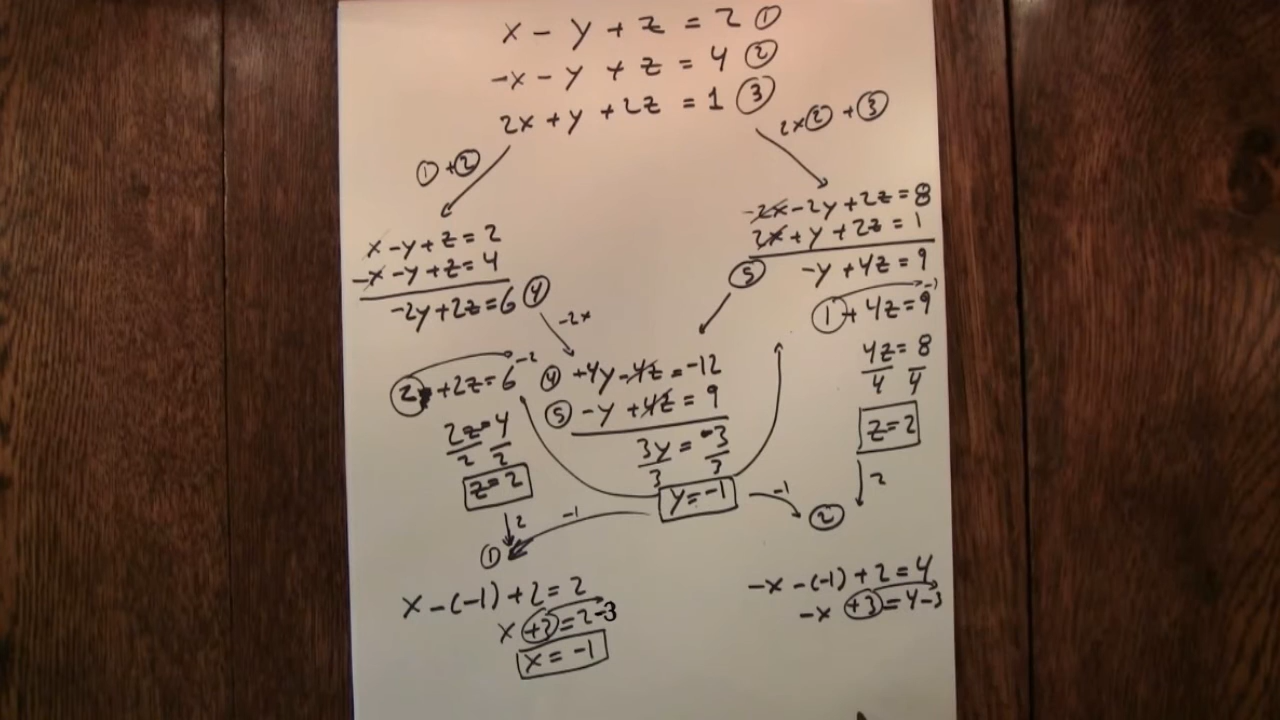 x - y + z = 2 ①
-x - y + z = 4 ②
2x + y + 2z = 1 ③
① + ②
2x② + ③
x - y + z = 2
-x - y + z = 4
-2y + 2z = 6 ④
-2x
-2x - 2y + 2z = 8
2x + y + 2z = 1
⑤ -y + 4z = 9
1 + 4z = 9 -1
4z = 8
4 4
z = 2
2
②
-x - (-1) + 2 = 4
-x +3 = 4-3
④ +4y - 4z = -12
⑤ -y + 4z = 9
3y = -3
3 3
y = -1
-1
-1
2 + 2z = 6 -2
2z = 4
2 2
z = 2
2
①
x - (-1) + 2 = 2
x +3 = 2-3
x = -1